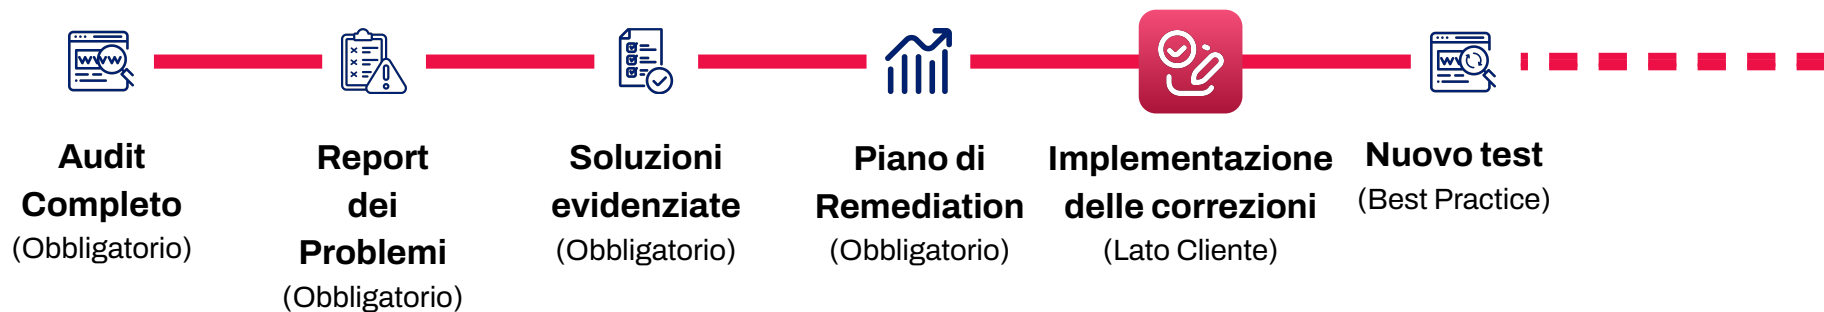 www
Audit
Completo
(Obbligatorio)
Report
dei
Problemi
(Obbligatorio)
Soluzioni
evidenziate
(Obbligatorio)
Piano di
Remediation
(Obbligatorio)
Implementazione
delle correzioni
(Lato Cliente)
Nuovo test
(Best Practice)